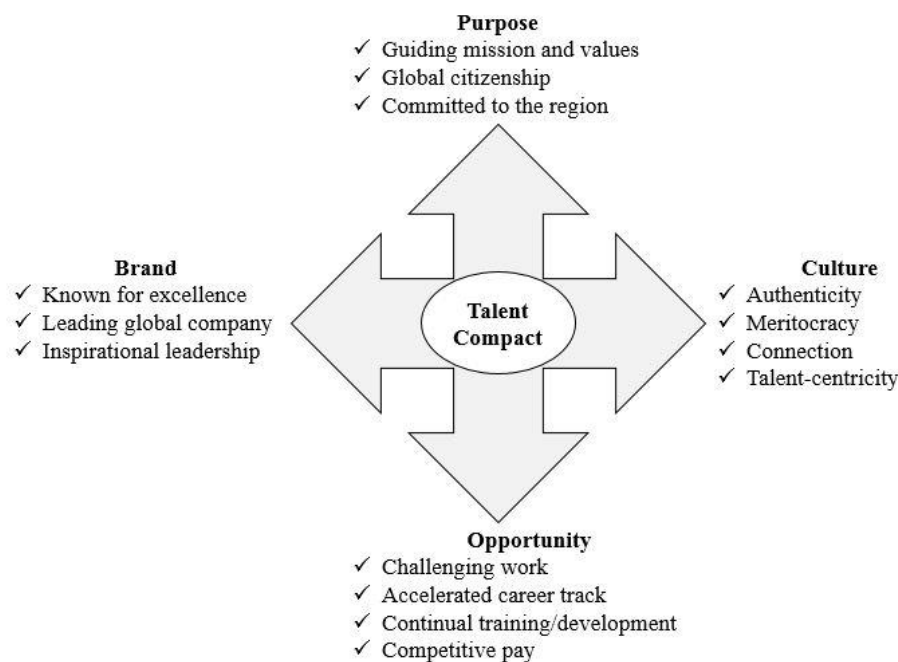 Purpose
✓ Guiding mission and values
✓ Global citizenship
✓ Committed to the region
Brand
✓ Known for excellence
✓ Leading global company
✓ Inspirational leadership
Talent
Compact
Culture
✓ Authenticity
✓ Meritocracy
✓ Connection
✓ Talent-centricity
Opportunity
✓ Challenging work
✓ Accelerated career track
✓ Continual training/development
✓ Competitive pay